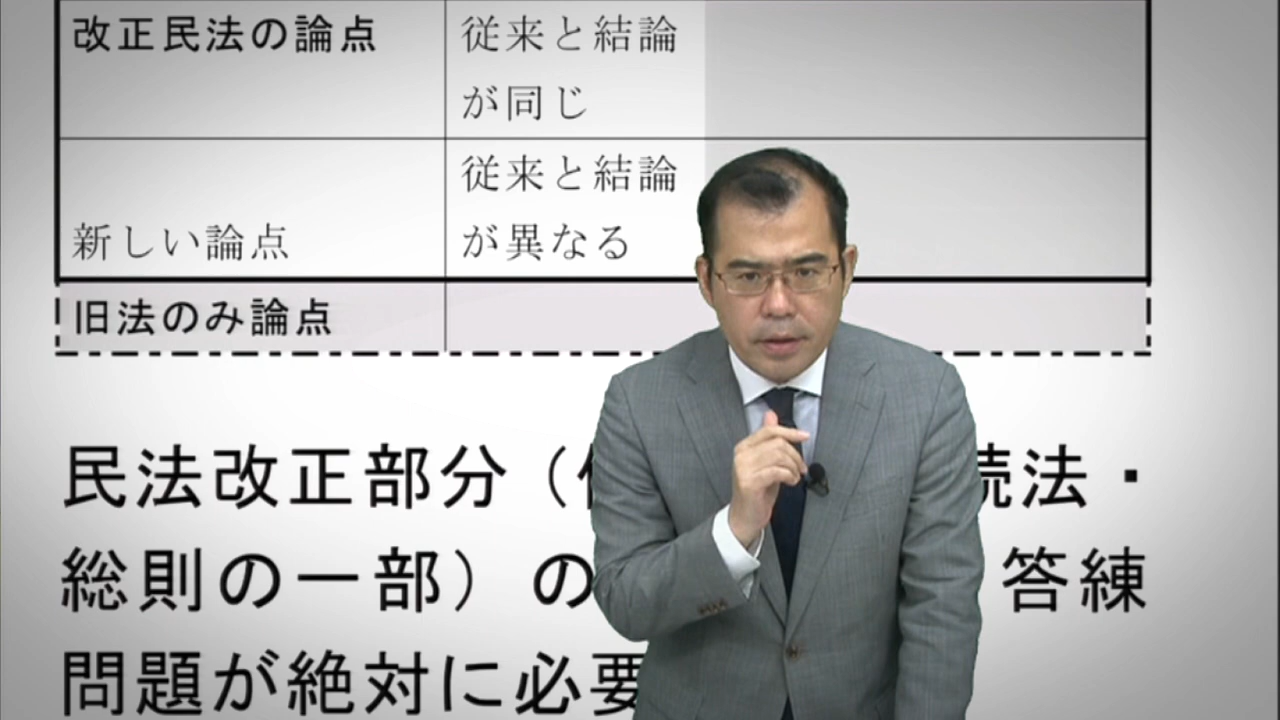 改正民法の論点
従来と結論
が同じ
従来と結論
が異なる
新しい論点
旧法のみ論点
民法改正部分（ 続法・
総則の一部）の 答練
問題が絶対に必要